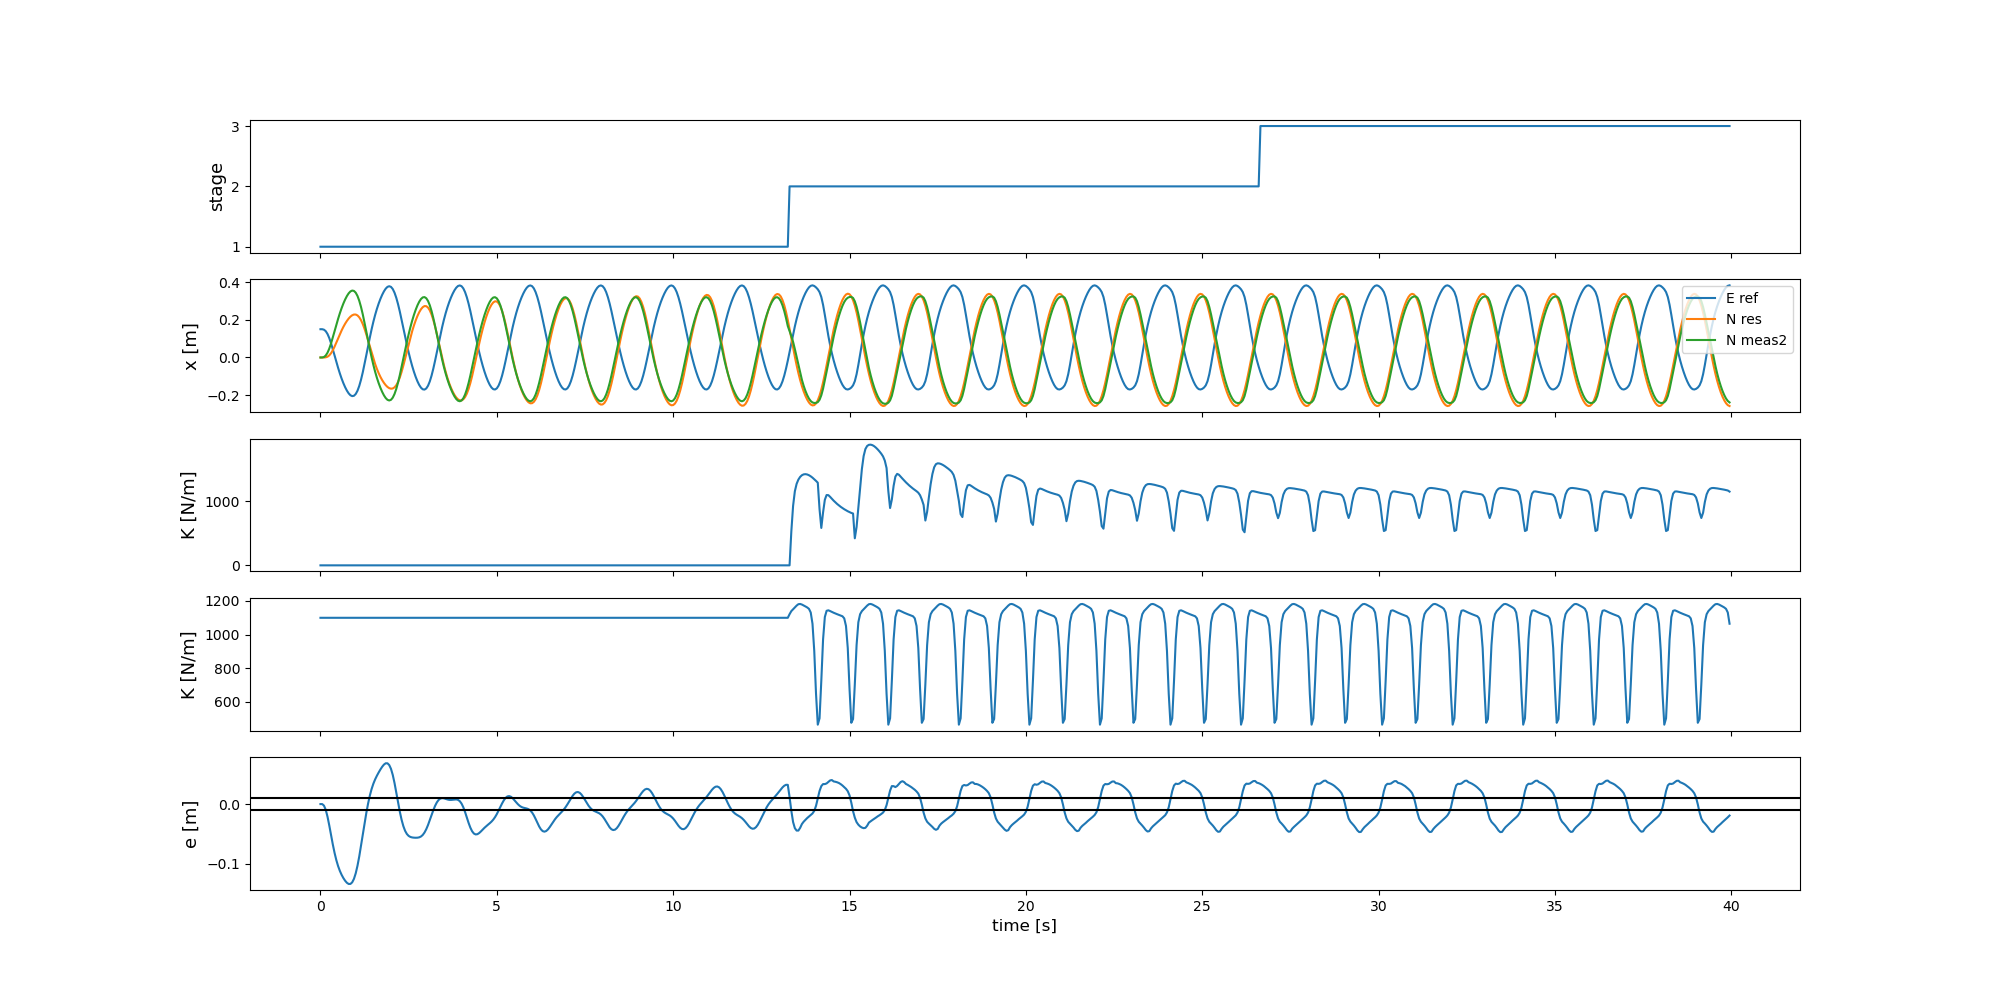 3
2
1
stage
0.4
0.2
0.0
−0.2
x [m]
E ref
N res
N meas2
1000
0
K [N/m]
1200
1000
800
600
K [N/m]
0.0
−0.1
e [m]
0 5 10 15 20 25 30 35 40
time [s]